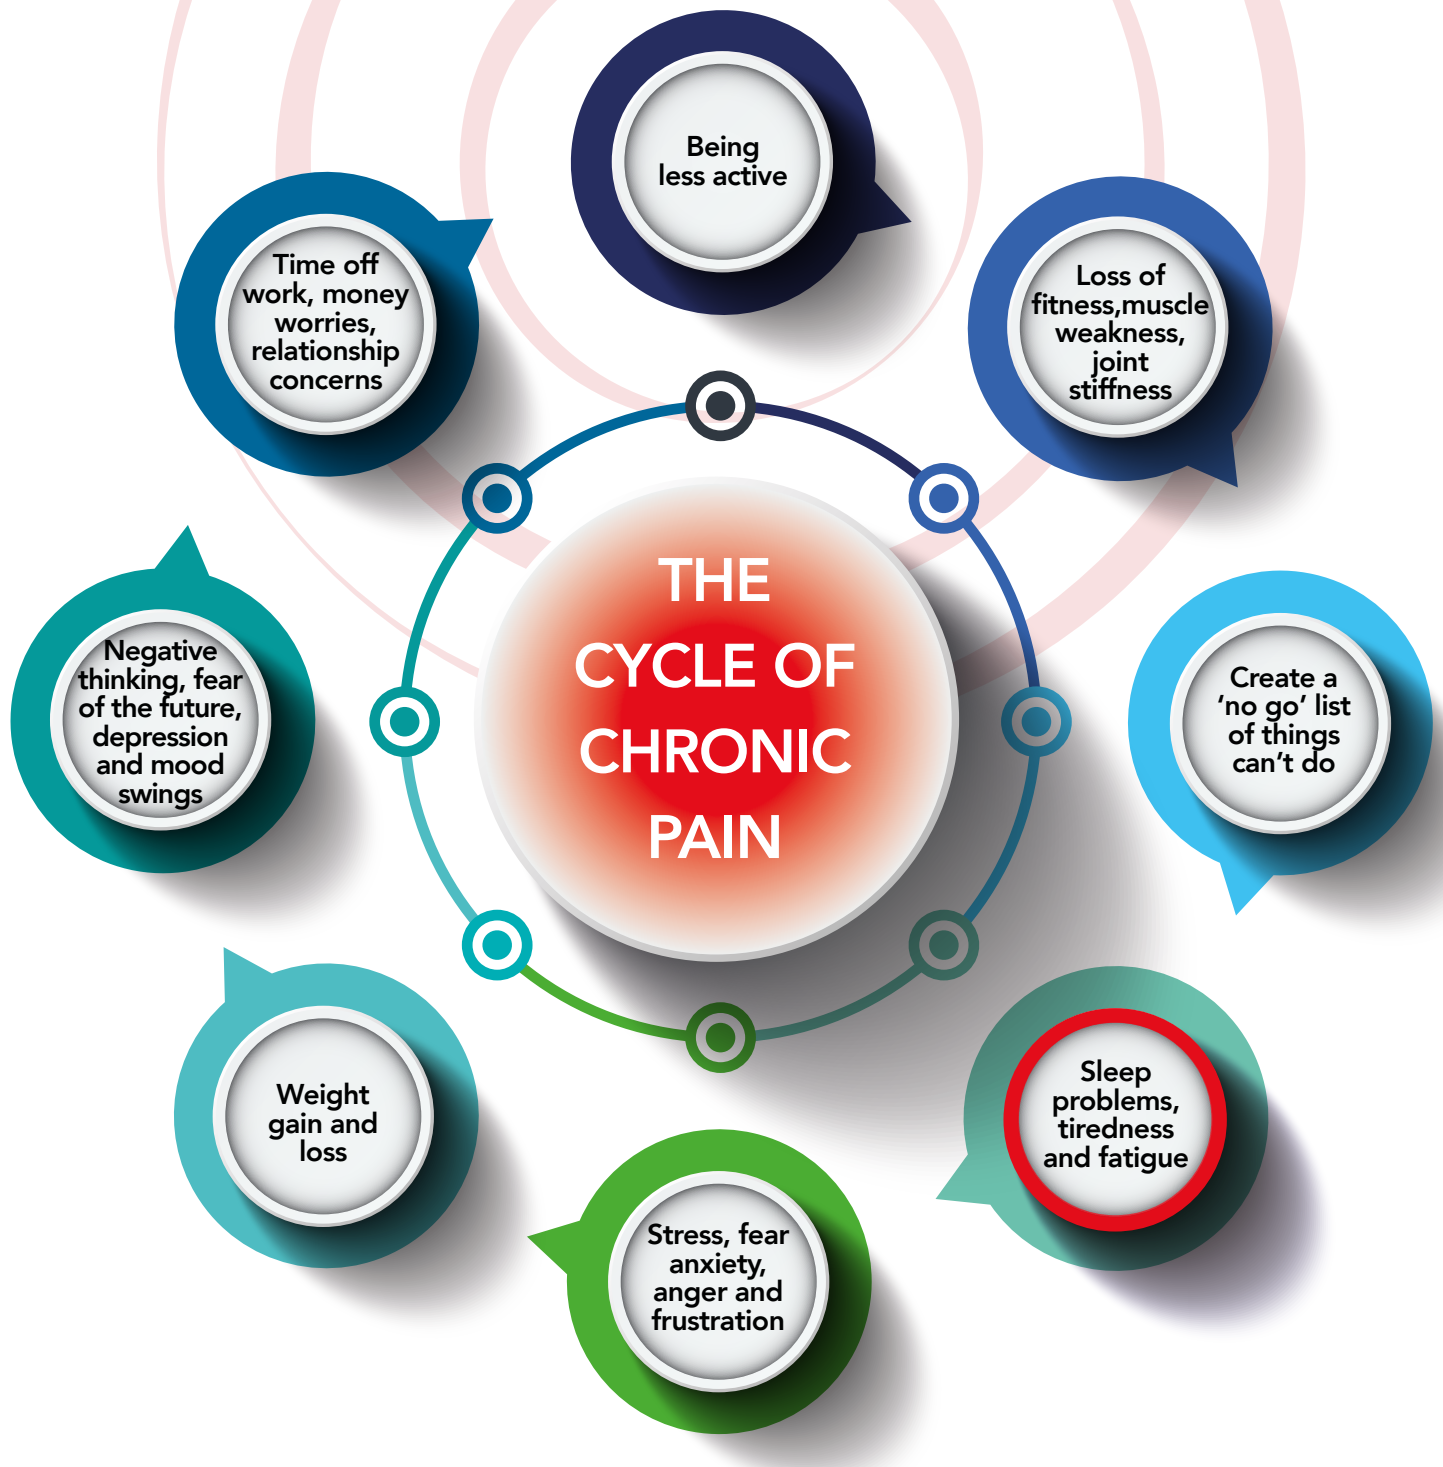 Being
less active
Loss of
fitness,muscle
weakness,
joint
stiffness
Create a
‘no go’ list
of things
can’t do
Sleep
problems,
tiredness
and fatigue
Stress, fear
anxiety,
anger and
frustration
Weight
gain and
loss
Negative
thinking, fear
of the future,
depression
and mood
swings
Time off
work, money
worries,
relationship
concerns
THE
CYCLE OF
CHRONIC
PAIN